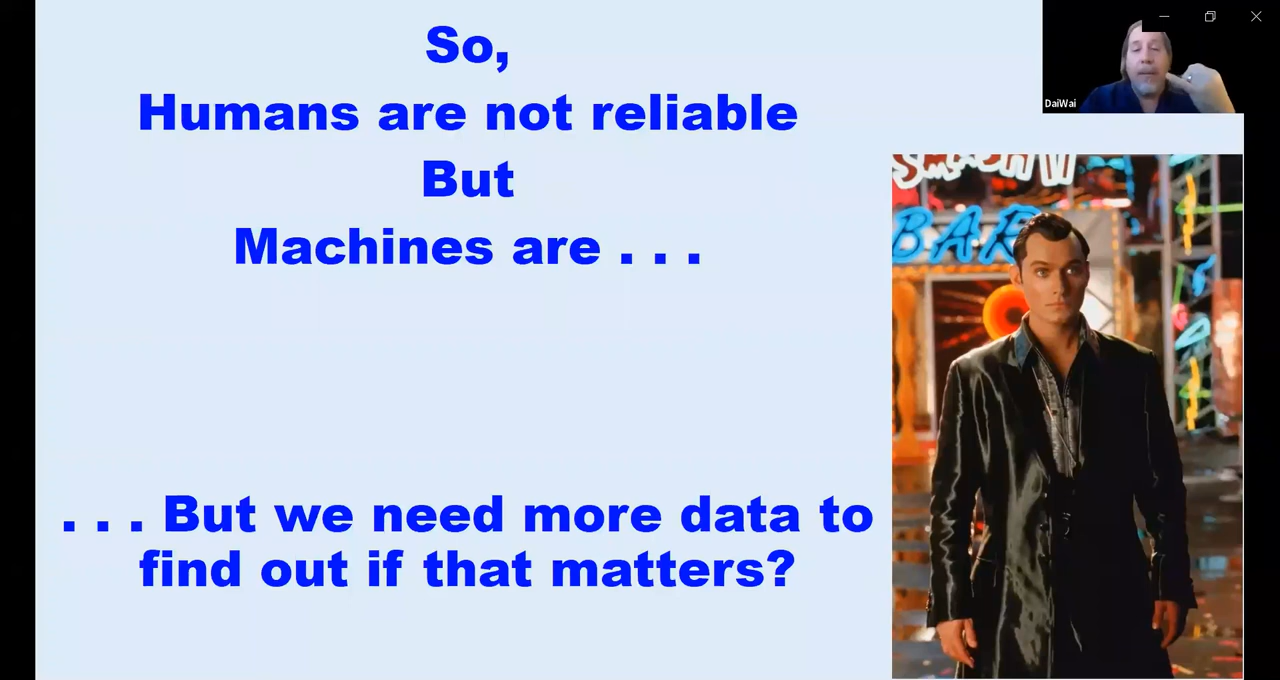 So,
Humans are not reliable
But
Machines are . . .
. . . But we need more data to
find out if that matters?
DaiWai
BAR